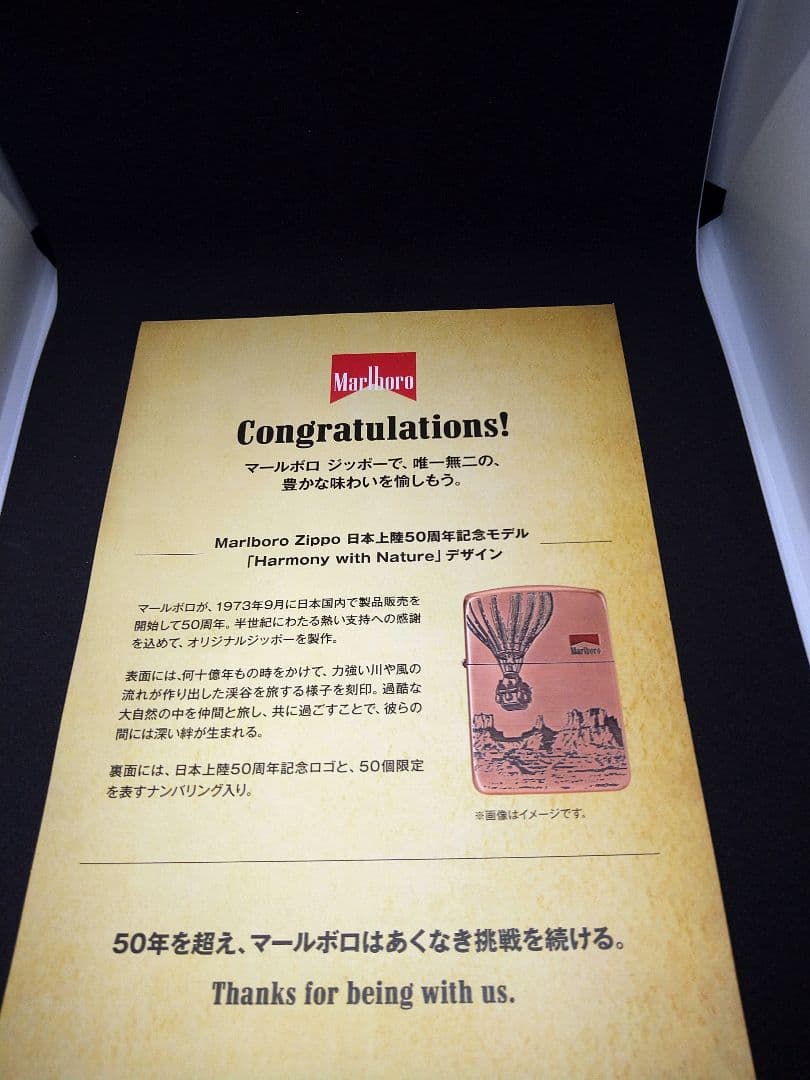 Marlboro
Congratulations!
マールボロ ジッポーで、唯一無二の、
豊かな味わいを愉しもう。
Marlboro Zippo 日本上陸50周年記念モデル
「Harmony with Nature」デザイン
マールボロが、1973年9月に日本国内で製品販売を
開始して50周年。半世紀にわたる熱い支持への感謝
を込めて、オリジナルジッポーを製作。
表面には、何十億年もの時をかけて、力強い川や風の
流れが作り出した渓谷を旅する様子を刻印。過酷な
大自然の中を仲間と旅し、共に過ごすことで、彼らの
間には深い絆が生まれる。
裏面には、日本上陸50周年記念ロゴと、50個限定
を表すナンバリング入り。
Marlboro
※画像はイメージです。
50年を超え、マールボロはあくなき挑戦を続ける。
Thanks for being with us.